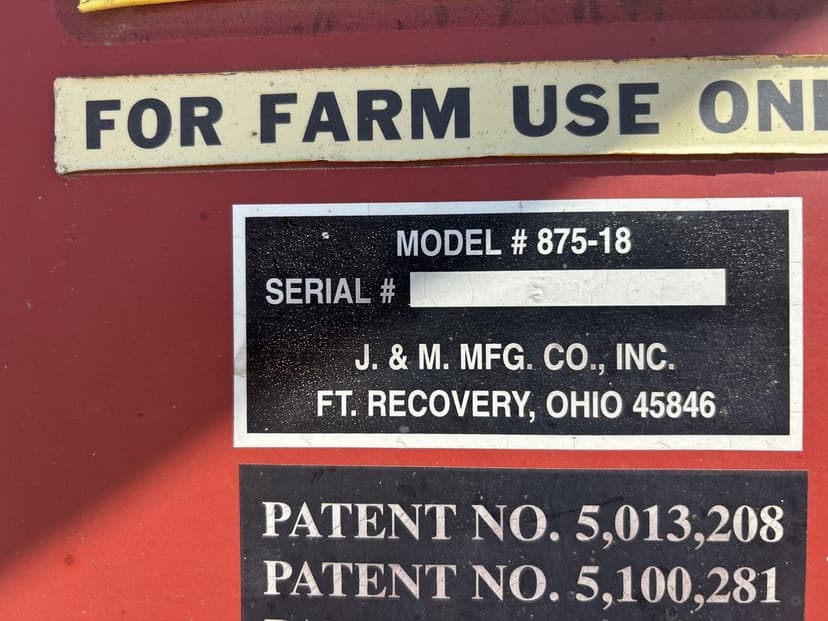 FOR FARM USE
MODEL # 875-18
SERIAL #
J. & M. MFG. CO., INC.
FT. RECOVERY, OHIO 45846
PATENT NO. 5,013,208
PATENT NO. 5,100,281